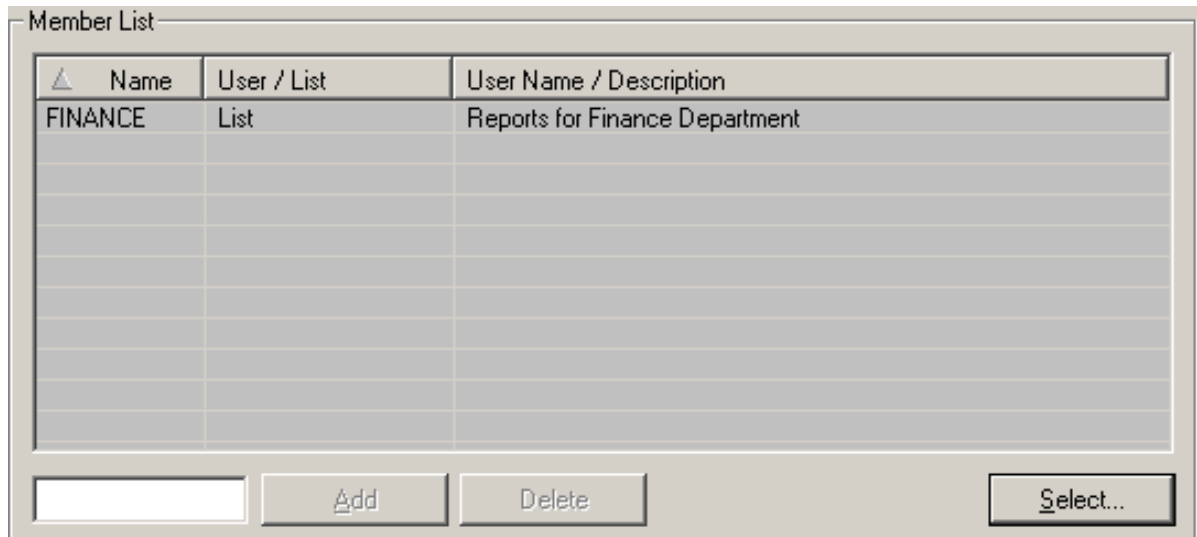 Member List
Name User / List User Name / Description
FINANCE List Reports for Finance Department
Add Delete Select...